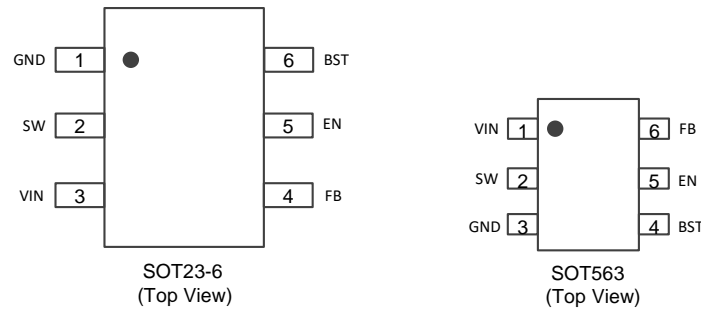 GND 1 6 BST
SW 2 5 EN
VIN 3 4 FB
SOT23-6
(Top View)
VIN 1 6 FB
SW 2 5 EN
GND 3 4 BST
SOT563
(Top View)